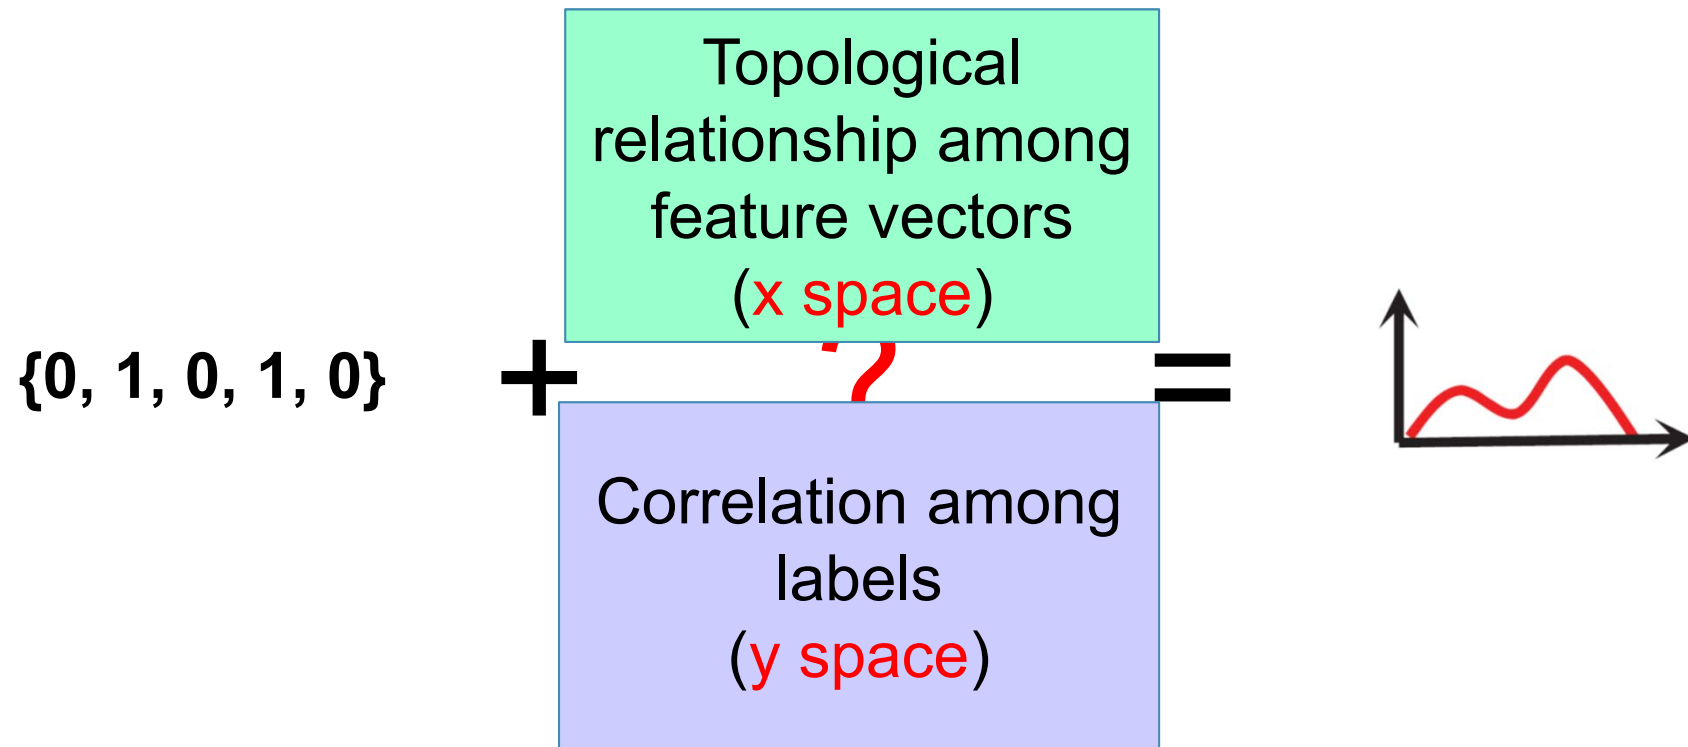 Topological
relationship among
feature vectors
(x space)
{0, 1, 0, 1, 0} + ? =
Correlation among
labels
(y space)